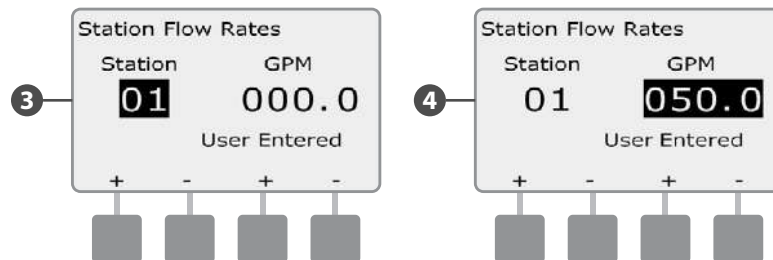 Station Flow Rates
Station GPM
3 01 000.0
User Entered
+ - + -
Station Flow Rates
Station GPM
4 01 050.0
User Entered
+ - + -